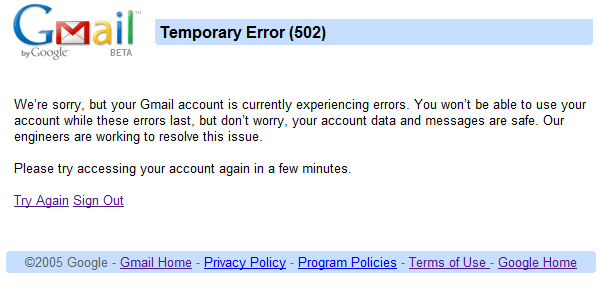 Gmail™
by Google BETA
Temporary Error (502)
We're sorry, but your Gmail account is currently experiencing errors. You won't be able to use your
account while these errors last, but don't worry, your account data and messages are safe. Our
engineers are working to resolve this issue.
Please try accessing your account again in a few minutes.
Try Again Sign Out
©2005 Google - Gmail Home - Privacy Policy - Program Policies - Terms of Use - Google Home